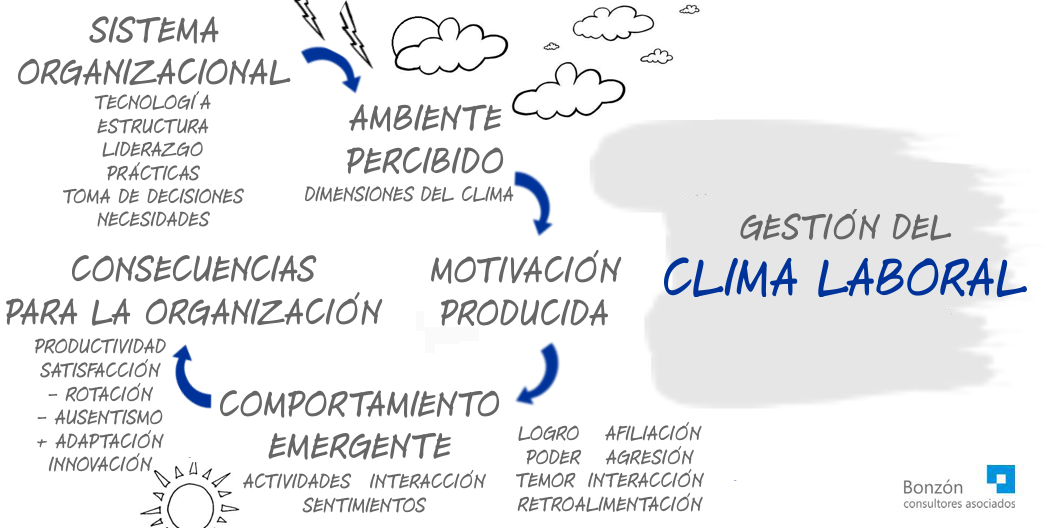 SISTEMA
ORGANIZACIONAL
TECNOLOGÍA
ESTRUCTURA
LIDERAZGO
PRÁCTICAS
TOMA DE DECISIONES
NECESIDADES
AMBIENTE
PERCIBIDO
DIMENSIONES DEL CLIMA
MOTIVACIÓN
PRODUCIDA
LOGRO AFILIACIÓN
PODER AGRESIÓN
TEMOR INTERACCIÓN
RETROALIMENTACIÓN
COMPORTAMIENTO
EMERGENTE
ACTIVIDADES INTERACCIÓN
SENTIMIENTOS
CONSECUENCIAS
PARA LA ORGANIZACIÓN
PRODUCTIVIDAD
SATISFACCIÓN
- ROTACIÓN
- AUSENTISMO
+ ADAPTACIÓN
INNOVACIÓN
GESTIÓN DEL
CLIMA LABORAL
Bonzón
consultores asociados